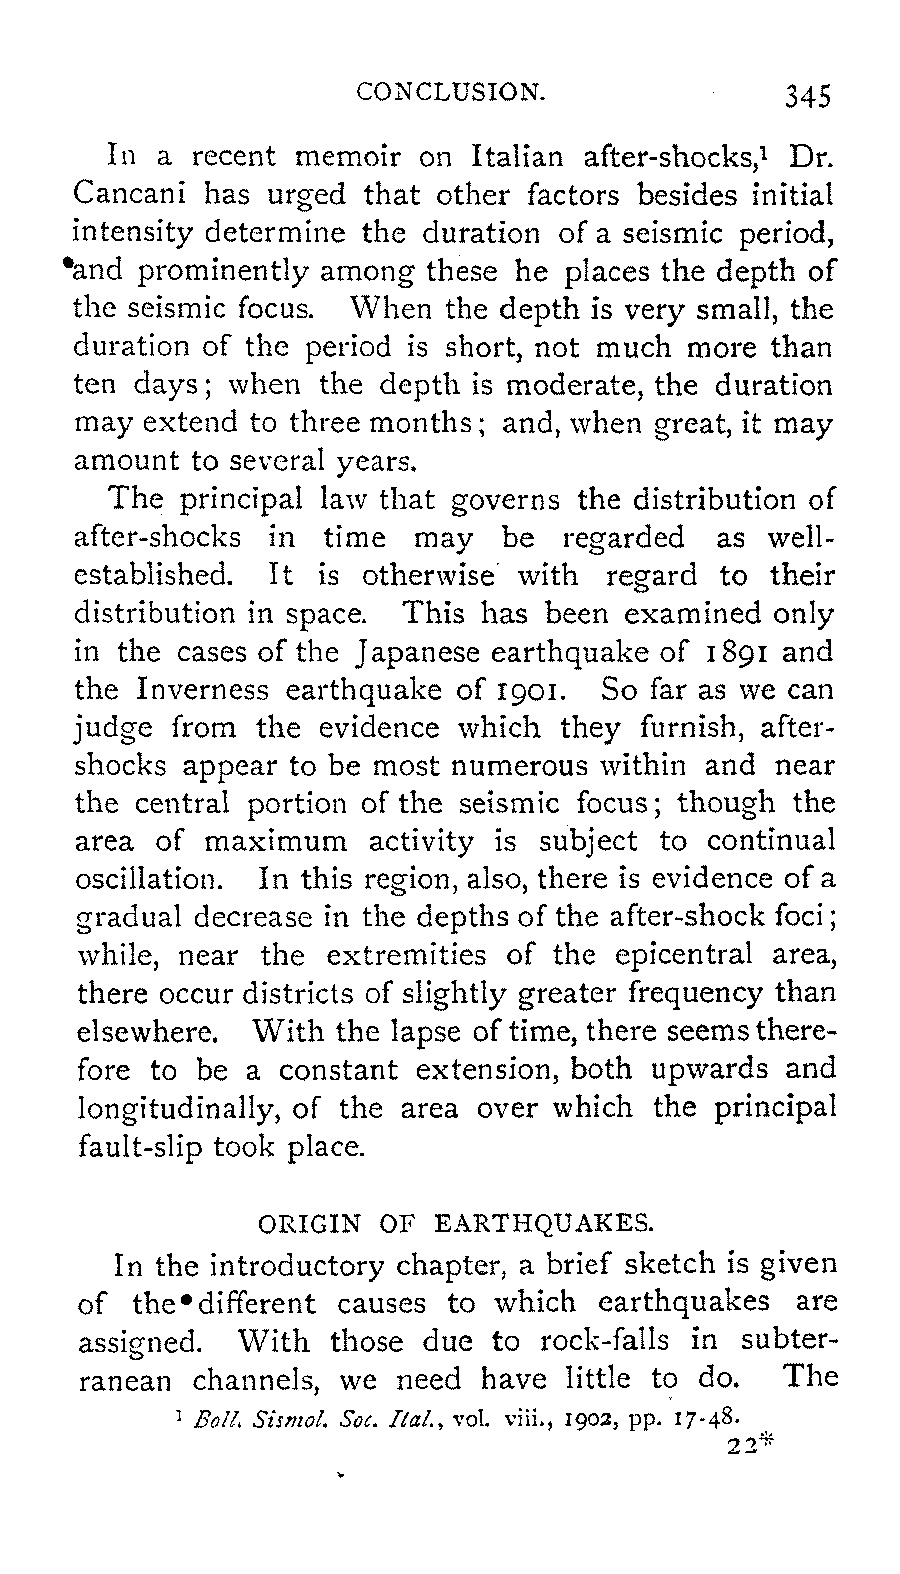 CONCLUSION. 345
In a recent memoir on Italian after-shocks,¹ Dr.
Cancani has urged that other factors besides initial
intensity determine the duration of a seismic period,
and prominently among these he places the depth of
the seismic focus. When the depth is very small, the
duration of the period is short, not much more than
ten days; when the depth is moderate, the duration
may extend to three months; and, when great, it may
amount to several years.
The principal law that governs the distribution of
after-shocks in time may be regarded as well-
established. It is otherwise with regard to their
distribution in space. This has been examined only
in the cases of the Japanese earthquake of 1891 and
the Inverness earthquake of 1901. So far as we can
judge from the evidence which they furnish, after-
shocks appear to be most numerous within and near
the central portion of the seismic focus; though the
area of maximum activity is subject to continual
oscillation. In this region, also, there is evidence of a
gradual decrease in the depths of the after-shock foci;
while, near the extremities of the epicentral area,
there occur districts of slightly greater frequency than
elsewhere. With the lapse of time, there seems there-
fore to be a constant extension, both upwards and
longitudinally, of the area over which the principal
fault-slip took place.
ORIGIN OF EARTHQUAKES.
In the introductory chapter, a brief sketch is given
of the different causes to which earthquakes are
assigned. With those due to rock-falls in subter-
ranean channels, we need have little to do. The
¹ Boll. Sismol. Soc. Ital., vol. viii., 1902, pp. 17-48.
22*